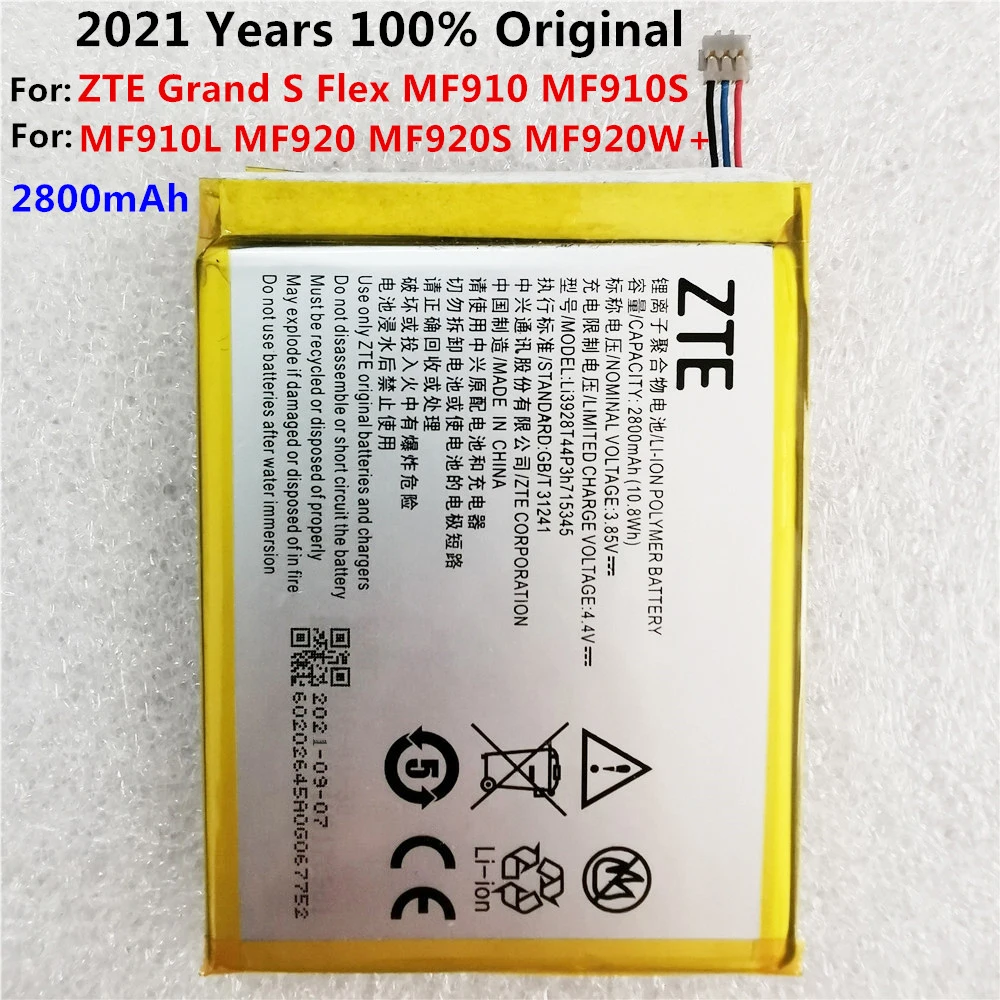 2021 Years 100% Original
For: ZTE Grand S Flex MF910 MF910S
For: MF910L MF920 MF920S MF920W+
2800mAh
ZTE
锂离子聚合物电池/LI-ION POLYMER BATTERY
容量/CAPACITY: 2800mAh (10.8Wh)
标称电压/NOMINAL VOLTAGE:3.85V⎓
充电限制电压/LIMITED CHARGE VOLTAGE:4.4V⎓
型号/MODEL:Li3928T44P3h715345
执行标准/STANDARD:GB/T 31241
中兴通讯股份有限公司/ZTE CORPORATION
中国制造/MADE IN CHINA
请使用中兴原配电池和充电器
切勿拆卸电池或使电池的电极短路
请正确回收或处理
破坏或投入火中有爆炸危险
电池浸水后禁止使用
Use only ZTE original batteries and chargers
Do not disassemble or short circuit the battery
Must be recycled or disposed of properly
May explode if damaged or disposed of in fire
Do not use batteries after water immersion
2021-09-07
60202645A0G067752
5
CE
Li-ion